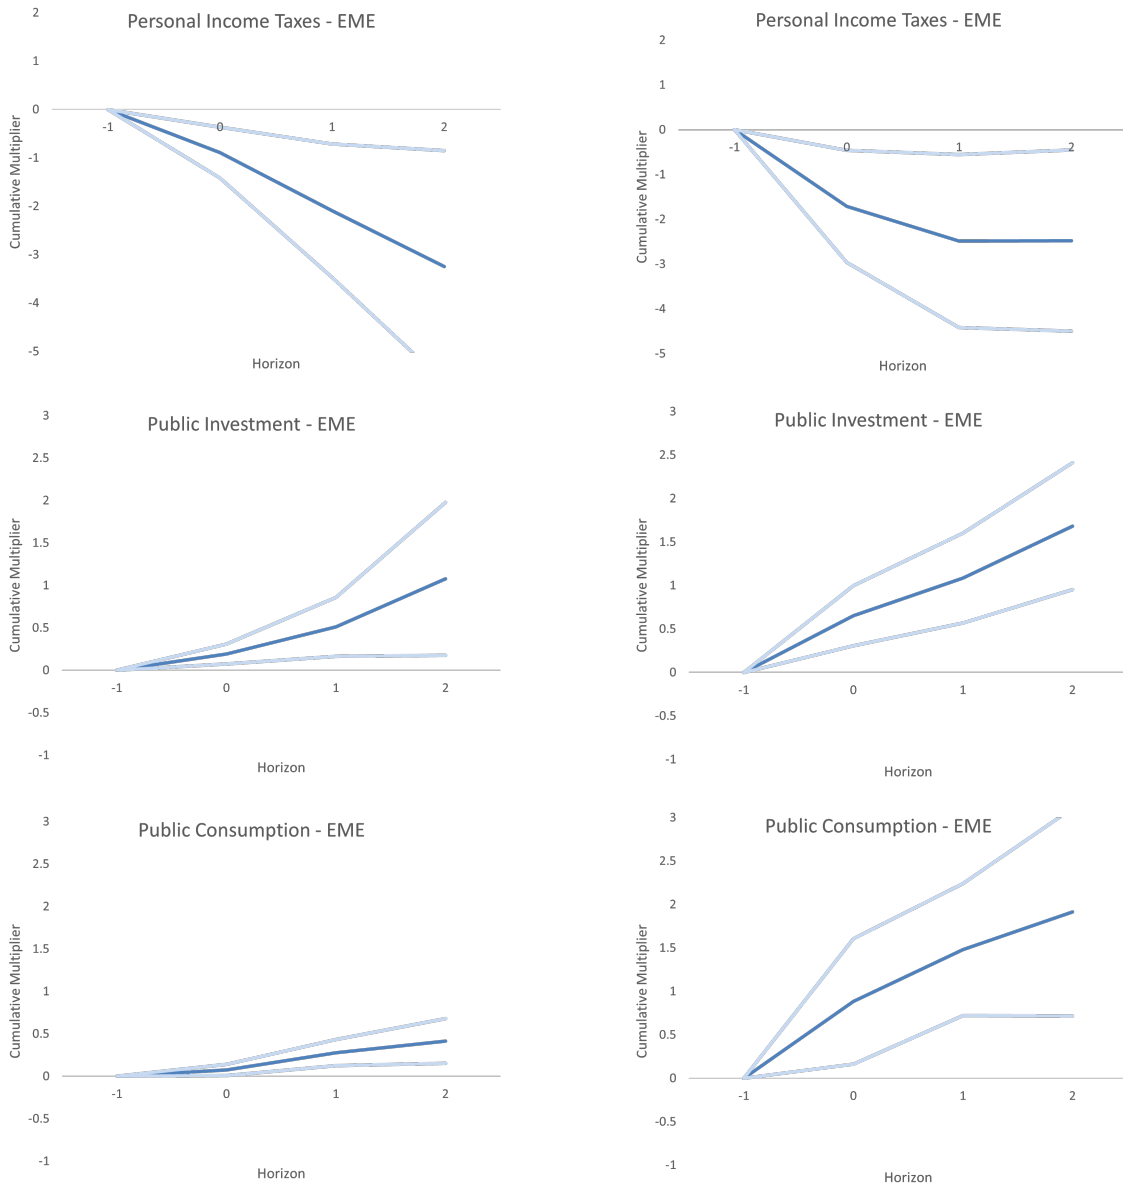 Personal Income Taxes - EME
2
1
0
-1
-2
-3
-4
-5
-1 0 1 2
Cumulative Multiplier
Horizon
Personal Income Taxes - EME
2
1
0
-1
-2
-3
-4
-5
-1 0 1 2
Cumulative Multiplier
Horizon
Public Investment - EME
3
2.5
2
1.5
1
0.5
0
-0.5
-1
-1 0 1 2
Cumulative Multiplier
Horizon
Public Investment - EME
3
2.5
2
1.5
1
0.5
0
-0.5
-1
-1 0 1 2
Cumulative Multiplier
Horizon
Public Consumption - EME
3
2.5
2
1.5
1
0.5
0
-0.5
-1
-1 0 1 2
Cumulative Multiplier
Horizon
Public Consumption - EME
3
2.5
2
1.5
1
0.5
0
-0.5
-1
-1 0 1 2
Cumulative Multiplier
Horizon